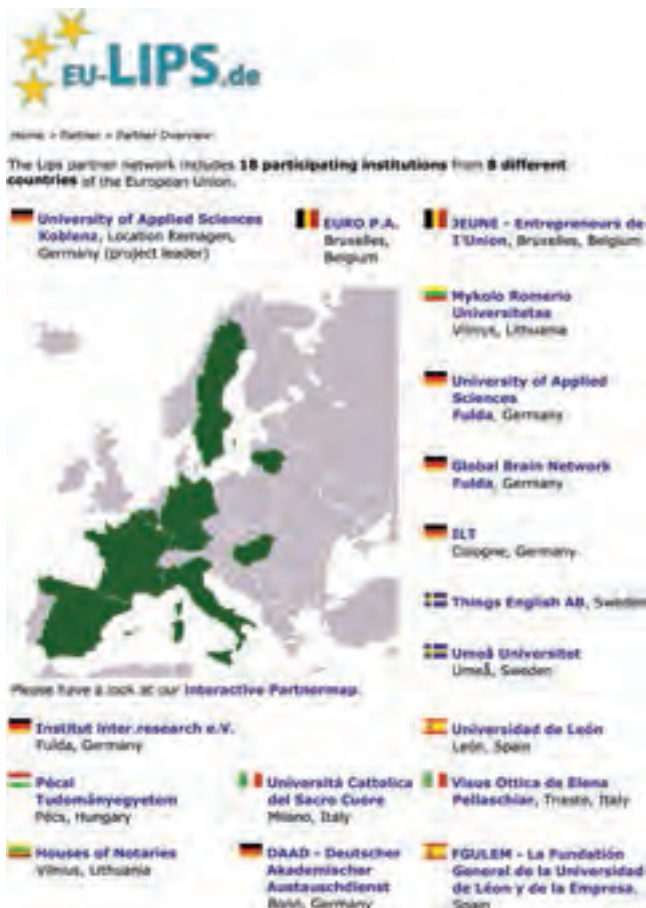 EU-LIPS.de
Home > Partner > Partner Overview
The Lips partner network includes 18 participating institutions from 8 different
countries of the European Union.
University of Applied Sciences
Koblenz, Location Remagen,
Germany (project leader)
EURO P.A.
Bruxelles,
Belgium
JEUNE - Entrepreneurs de
l'Union, Bruxelles, Belgium
Mykolo Romerio
Universitetas
Vilnius, Lithuania
University of Applied
Sciences
Fulda, Germany
Global Brain Network
Fulda, Germany
ILT
Cologne, Germany
Things English AB, Sweden
Umeå Universitet
Umeå, Sweden
Please have a look at our interactive Partnermap.
Institut inter.research e.V.
Fulda, Germany
Universidad de León
León, Spain
Pécsi
Tudományegyetem
Pécs, Hungary
Università Cattolica
del Sacro Cuore
Milano, Italy
Visus Ottica de Elena
Pellaschiar, Trieste, Italy
Houses of Notaries
Vilnius, Lithuania
DAAD - Deutscher
Akademischer
Austauschdienst
Bonn, Germany
FGULEM - La Fundatión
General de la Universidad
de Léon y de la Empresa,
Spain